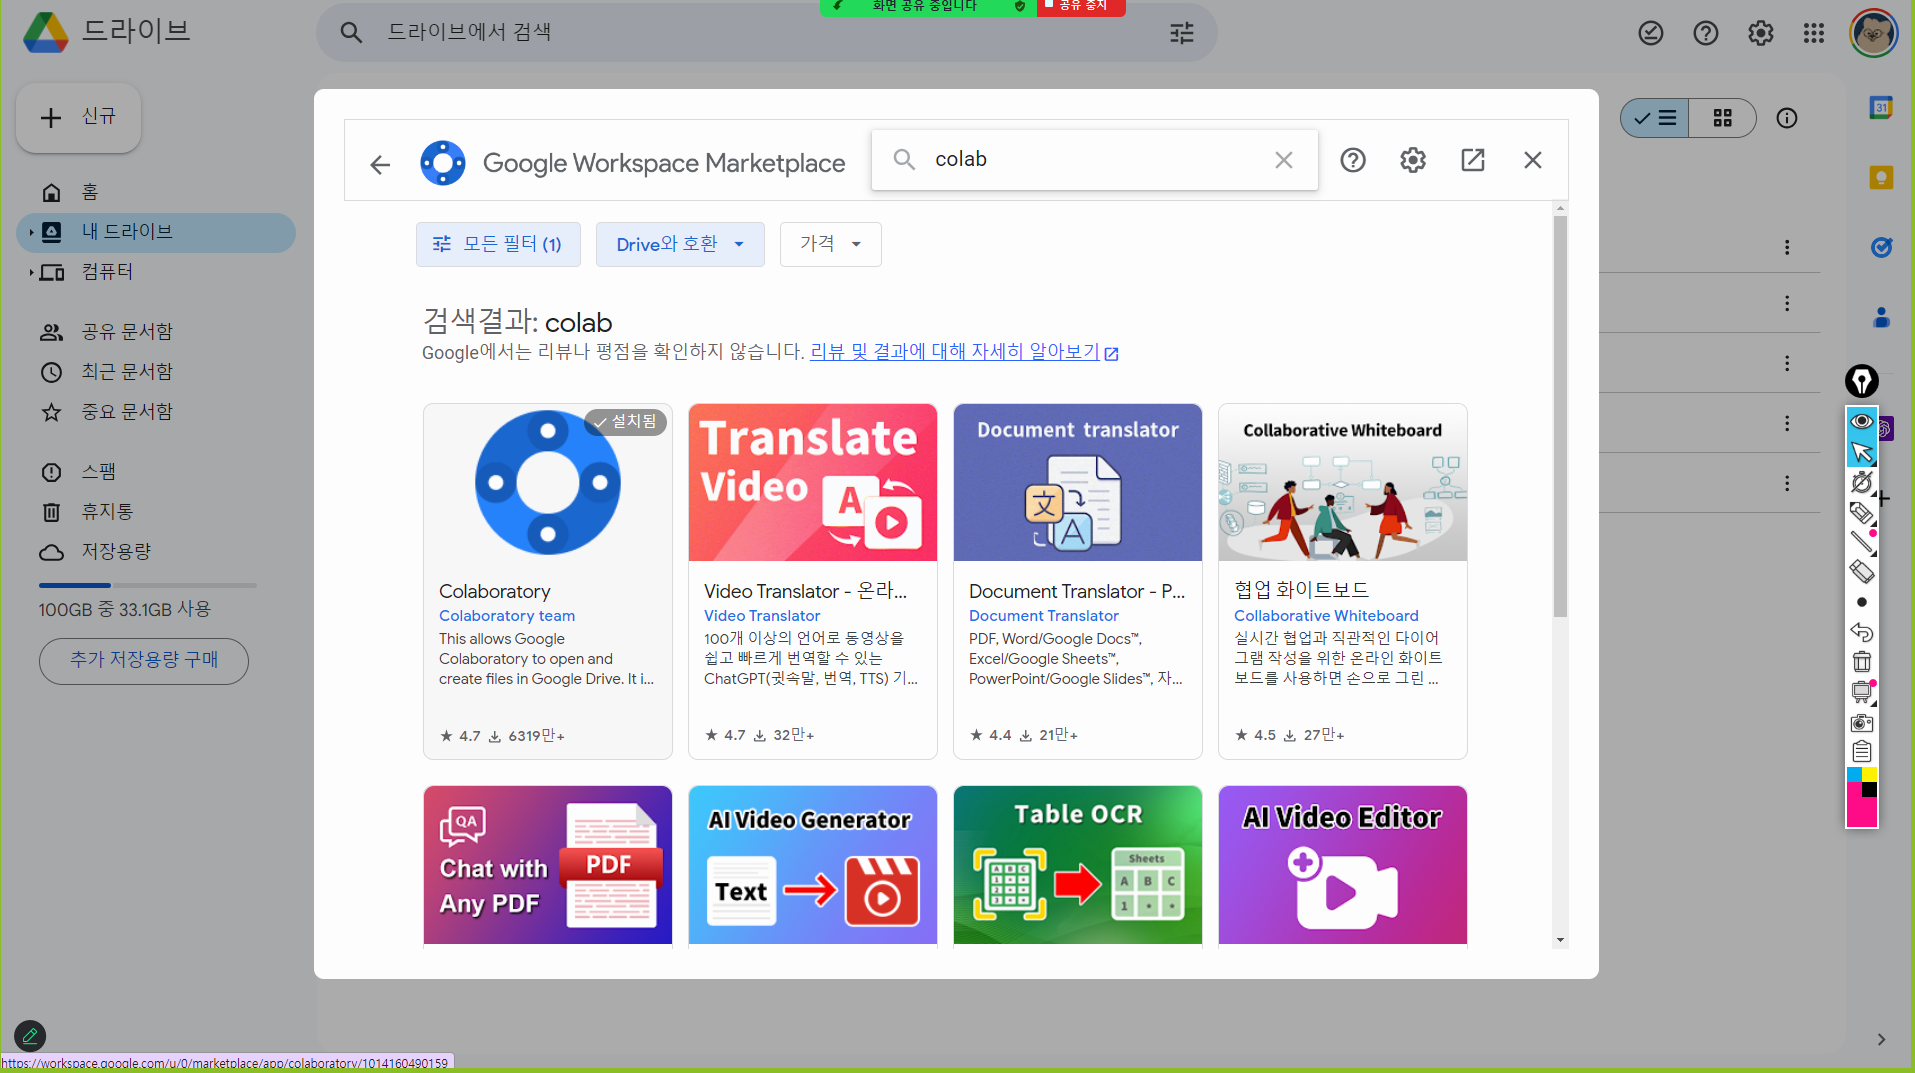 화면 공유 중입니다
공유 중지
드라이브
드라이브에서 검색
신규
홈
내 드라이브
컴퓨터
공유 문서함
최근 문서함
중요 문서함
스팸
휴지통
저장용량
100GB 중 33.1GB 사용
추가 저장용량 구매
Google Workspace Marketplace
colab
모든 필터 (1)
Drive와 호환
가격
검색결과: colab
Google에서는 리뷰나 평점을 확인하지 않습니다. 리뷰 및 결과에 대해 자세히 알아보기
설치됨
Colaboratory
Colaboratory team
This allows Google
Colaboratory to open and
create files in Google Drive. It i...
4.7 6319만+
Translate
Video
A
Video Translator - 온라...
Video Translator
100개 이상의 언어로 동영상을
쉽고 빠르게 번역할 수 있는
ChatGPT(귓속말, 번역, TTS) 기...
4.7 32만+
Document translator
文
A
Document Translator - P...
Document Translator
PDF, Word/Google Docs™,
Excel/Google Sheets™,
PowerPoint/Google Slides™, 자...
4.4 21만+
Collaborative Whiteboard
협업 화이트보드
Collaborative Whiteboard
실시간 협업과 직관적인 다이어
그램 작성을 위한 온라인 화이트
보드를 사용하면 손으로 그린 ...
4.5 27만+
QA
Chat with
Any PDF
PDF
AI Video Generator
Text
Table OCR
A B C
1
2
3
Sheets
A B C
1 * *
AI Video Editor
31
https://workspace.google.com/u/0/marketplace/app/colaboratory/1014160490159